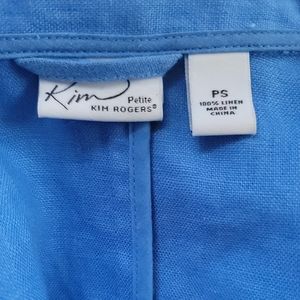 Kim
Petite
KIM ROGERS®
PS
100% LINEN
MADE IN
CHINA